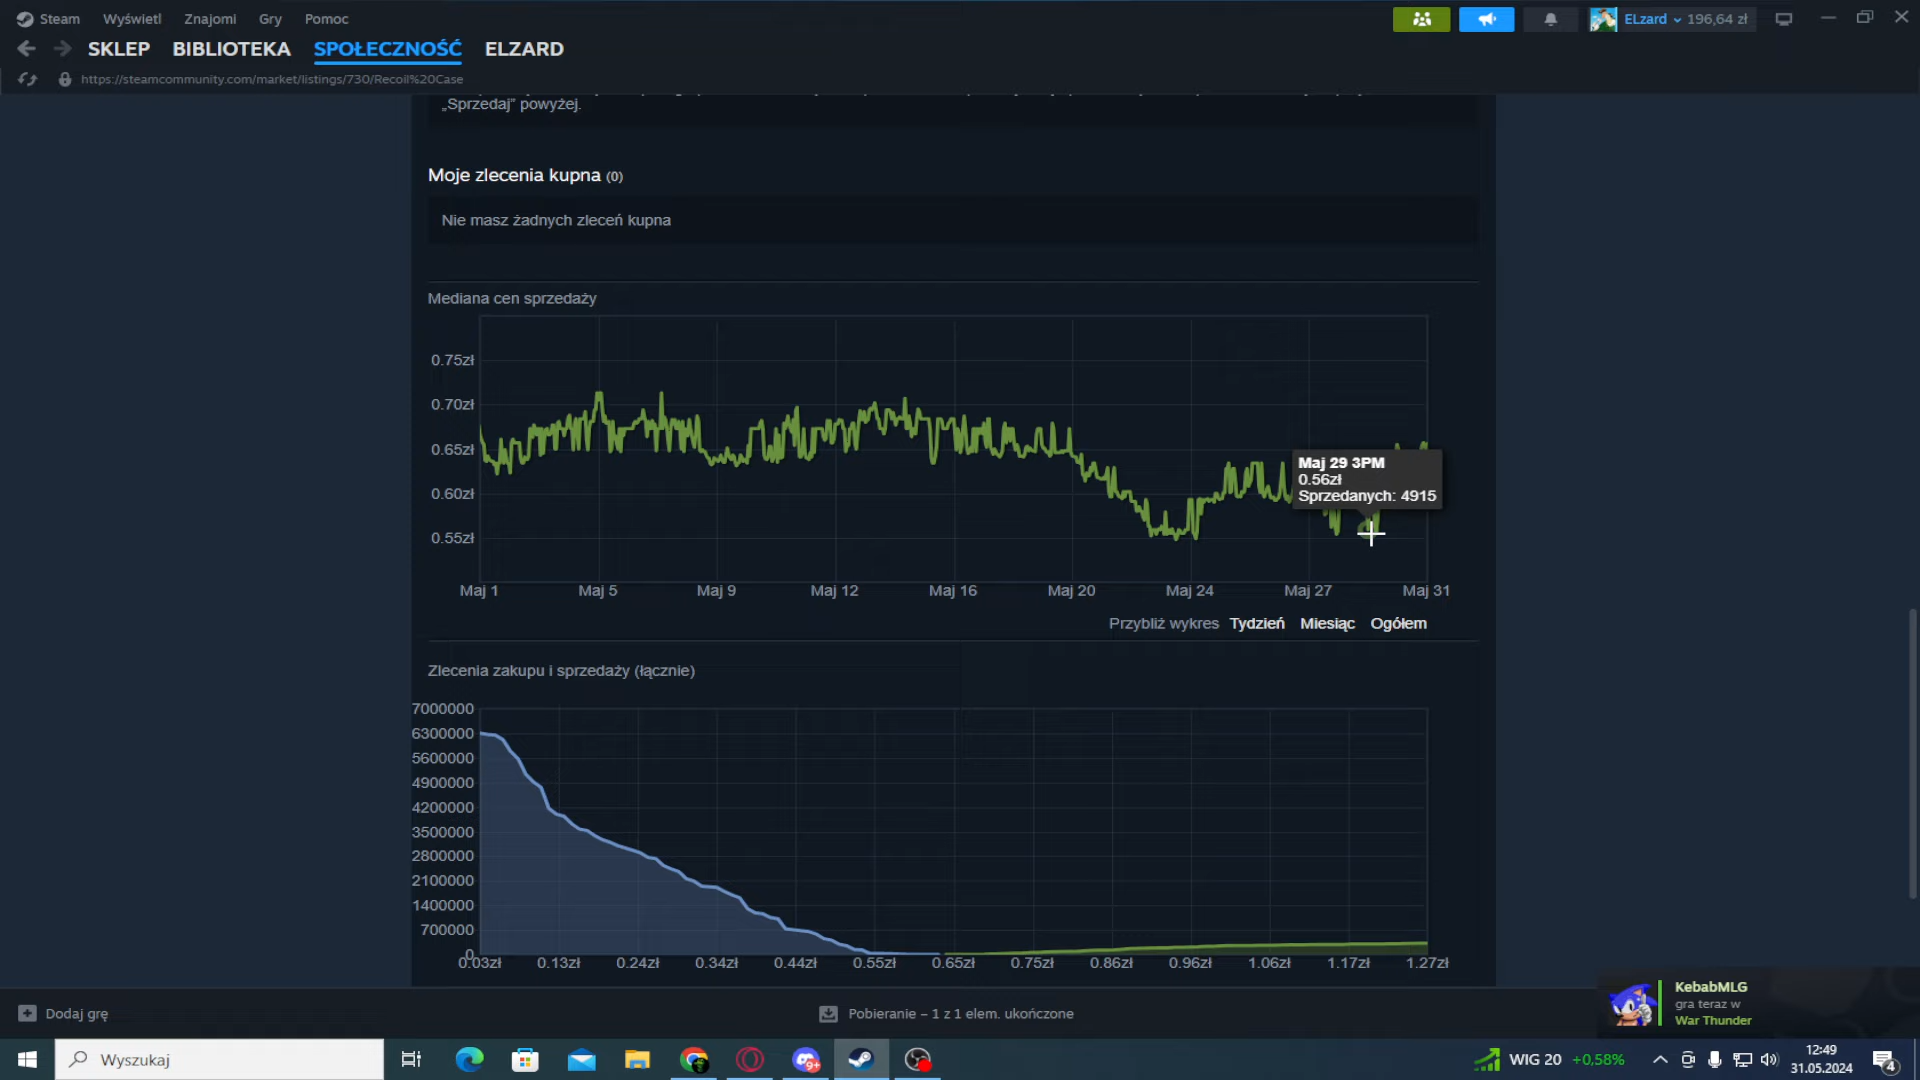 Steam Wyświetl Znajomi Gry Pomoc
ELzard 196,64 zł
SKLEP BIBLIOTEKA SPOŁECZNOŚĆ ELZARD
https://steamcommunity.com/market/listings/730/Recoil%20Case
„Sprzedaj” powyżej.
Moje zlecenia kupna (0)
Nie masz żadnych zleceń kupna
Mediana cen sprzedaży
0.75zł
0.70zł
0.65zł
0.60zł
0.55zł
Maj 29 3PM
0.56zł
Sprzedanych: 4915
Maj 1 Maj 5 Maj 9 Maj 12 Maj 16 Maj 20 Maj 24 Maj 27 Maj 31
Przybliż wykres Tydzień Miesiąc Ogółem
Zlecenia zakupu i sprzedaży (łącznie)
7000000
6300000
5600000
4900000
4200000
3500000
2800000
2100000
1400000
700000
0
0.03zł 0.13zł 0.24zł 0.34zł 0.44zł 0.55zł 0.65zł 0.75zł 0.86zł 0.96zł 1.06zł 1.17zł 1.27zł
KebabMLG
gra teraz w
War Thunder
Dodaj grę
Pobieranie – 1 z 1 elem. ukończone
Wyszukaj
9+
WIG 20 +0,58%
12:49
31.05.2024
4